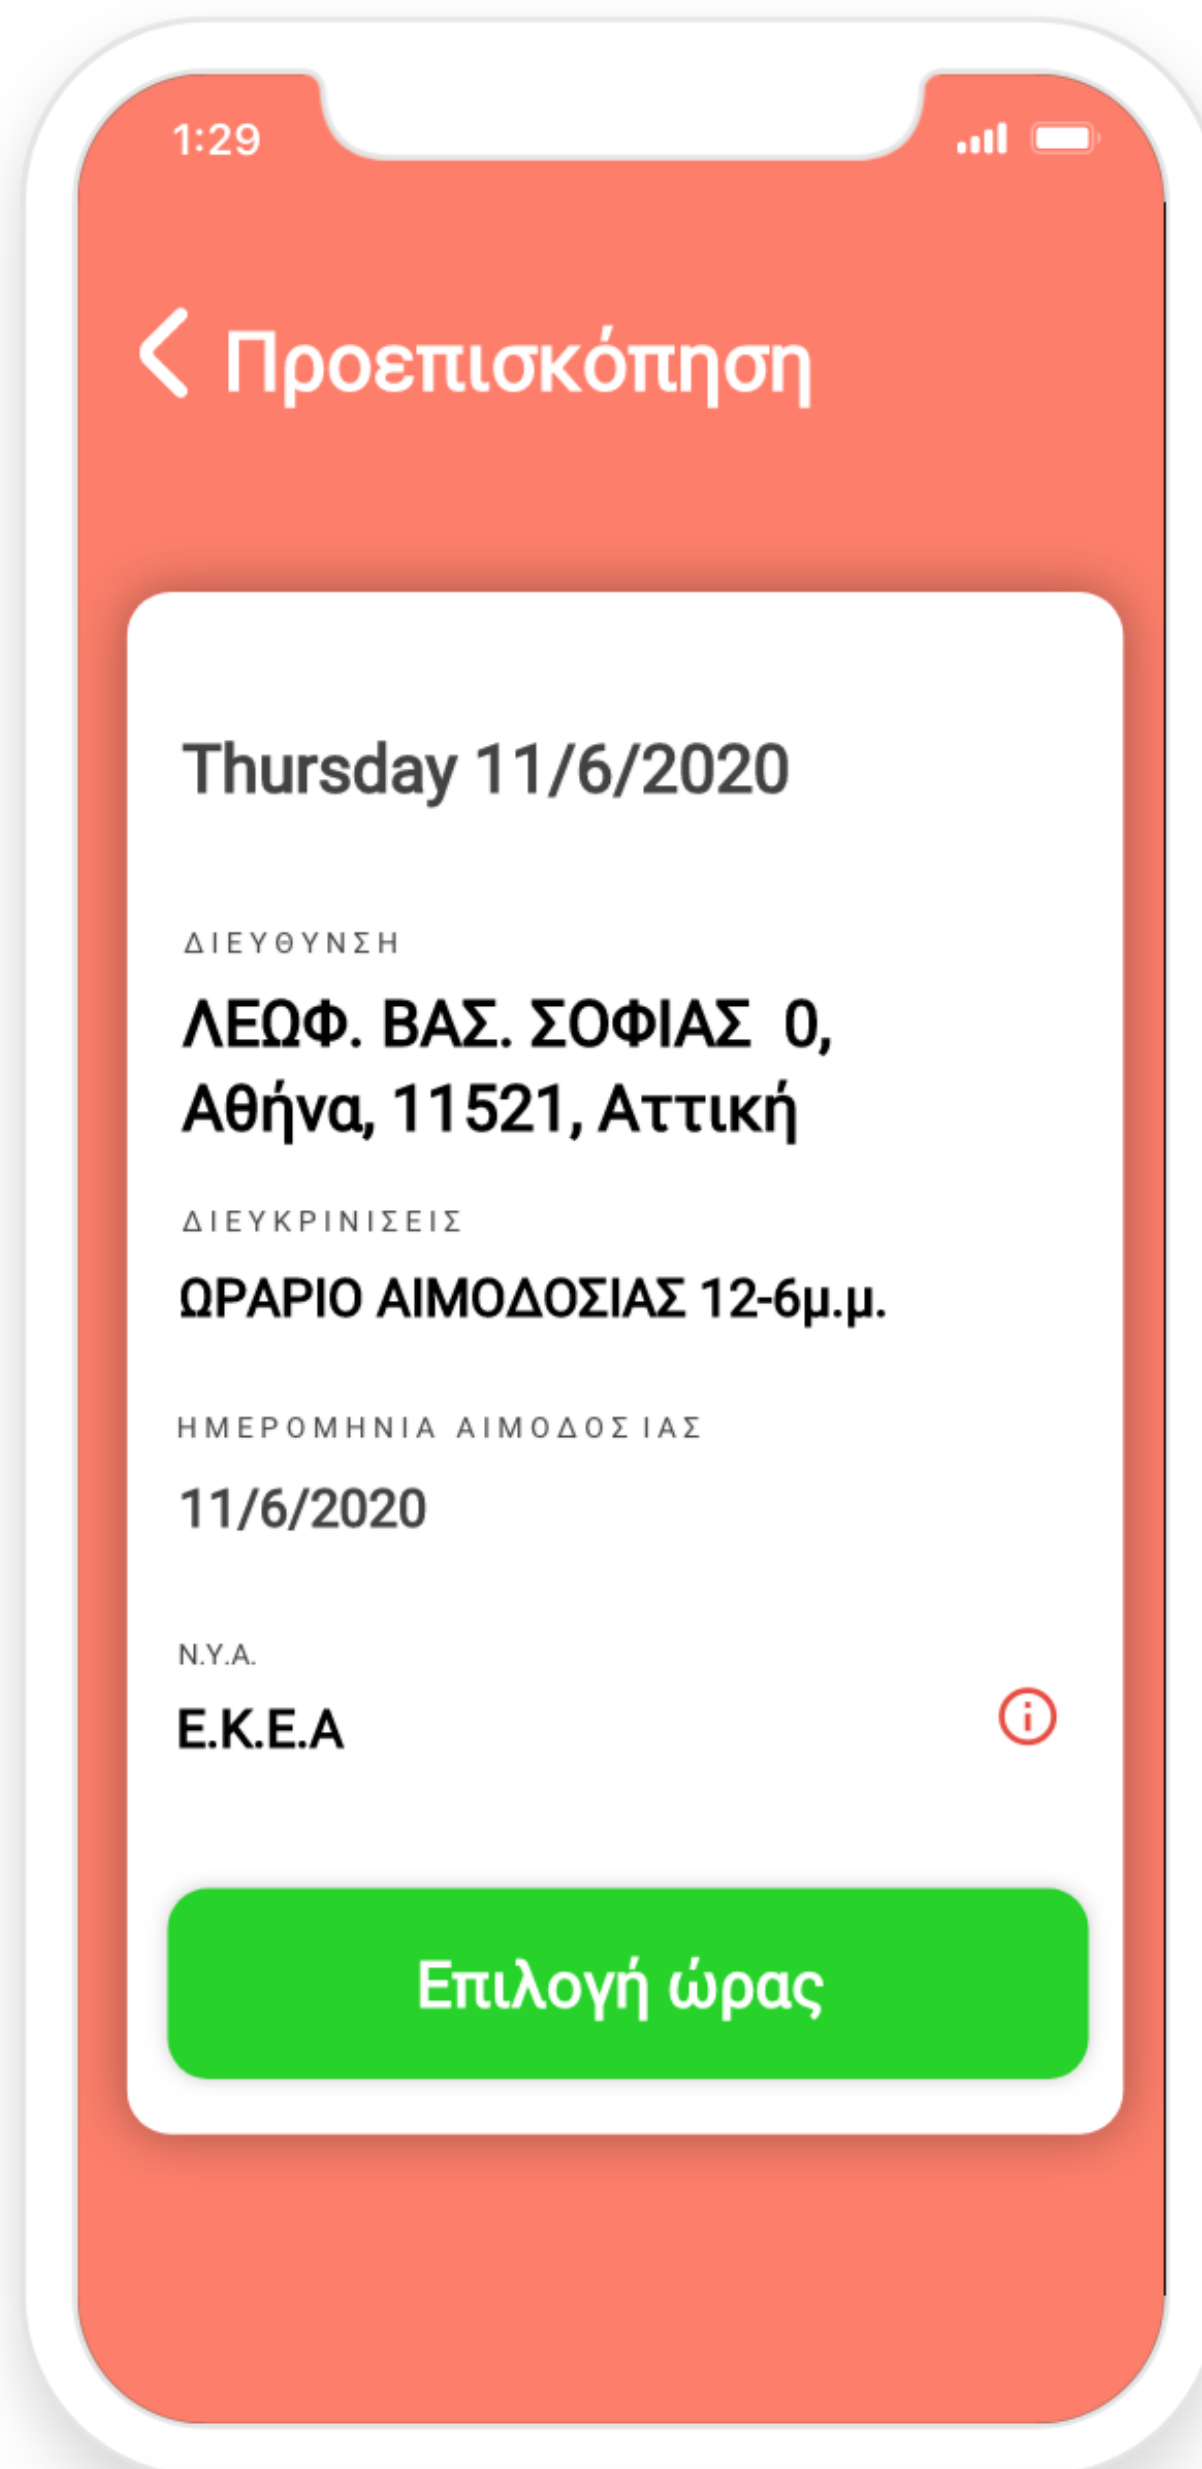 1:29
Προεπισκόπηση
Thursday 11/6/2020
ΔΙΕΥΘΥΝΣΗ
ΛΕΩΦ. ΒΑΣ. ΣΟΦΙΑΣ  0,
Αθήνα, 11521, Αττική
ΔΙΕΥΚΡΙΝΙΣΕΙΣ
ΩΡΑΡΙΟ ΑΙΜΟΔΟΣΙΑΣ 12-6μ.μ.
ΗΜΕΡΟΜΗΝΙΑ ΑΙΜΟΔΟΣΙΑΣ
11/6/2020
Ν.Υ.Α.
Ε.Κ.Ε.Α
Επιλογή ώρας